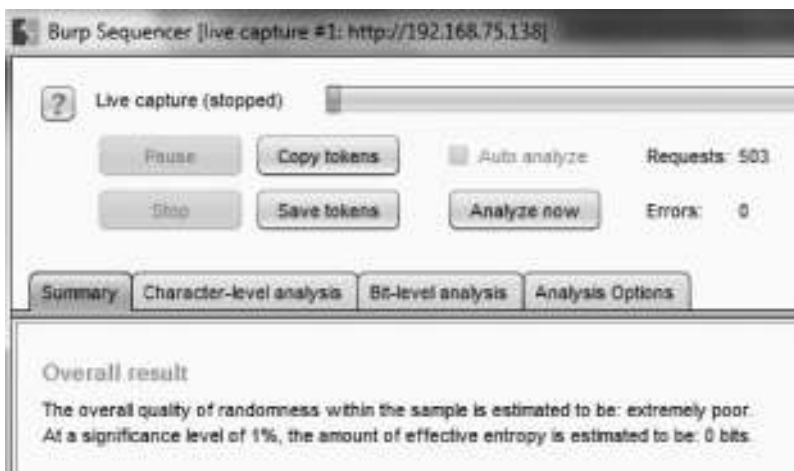 Burp Sequencer [live capture #1: http://192.168.75.138]
? Live capture (stopped)
Pause Copy tokens Auto analyze Requests: 503
Stop Save tokens Analyze now Errors: 0
Summary Character-level analysis Bit-level analysis Analysis Options
Overall result
The overall quality of randomness within the sample is estimated to be: extremely poor.
At a significance level of 1%, the amount of effective entropy is estimated to be: 0 bits.